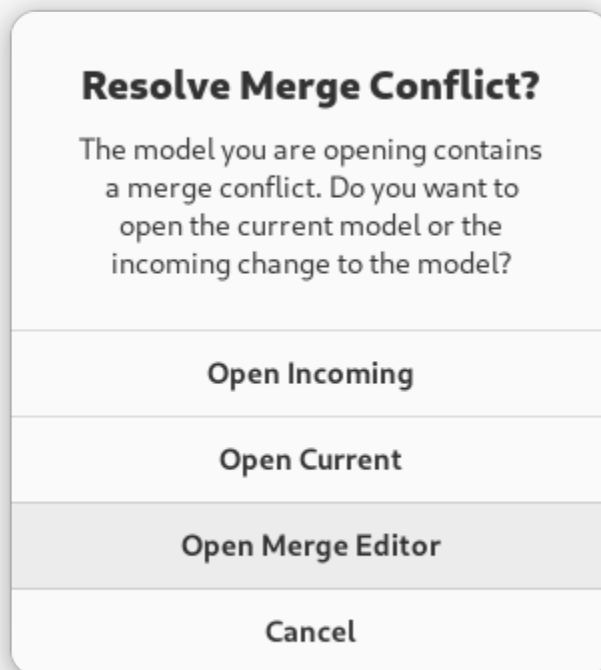 Resolve Merge Conflict?
The model you are opening contains
a merge conflict. Do you want to
open the current model or the
incoming change to the model?
Open Incoming
Open Current
Open Merge Editor
Cancel